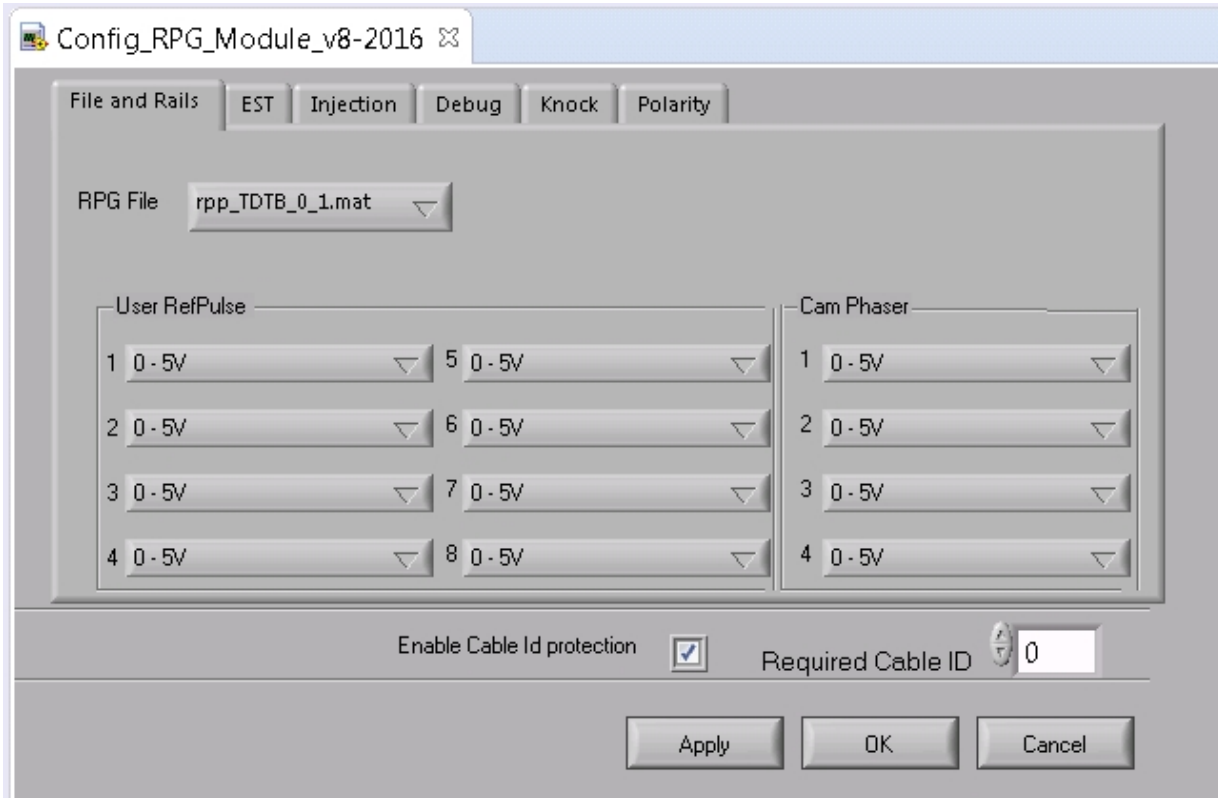 Config_RPG_Module_v8-2016
File and Rails EST Injection Debug Knock Polarity
RPG File rpp_TDTB_0_1.mat
User RefPulse Cam Phaser
1 0 - 5V 5 0 - 5V 1 0 - 5V
2 0 - 5V 6 0 - 5V 2 0 - 5V
3 0 - 5V 7 0 - 5V 3 0 - 5V
4 0 - 5V 8 0 - 5V 4 0 - 5V
Enable Cable Id protection Required Cable ID 0
Apply OK Cancel